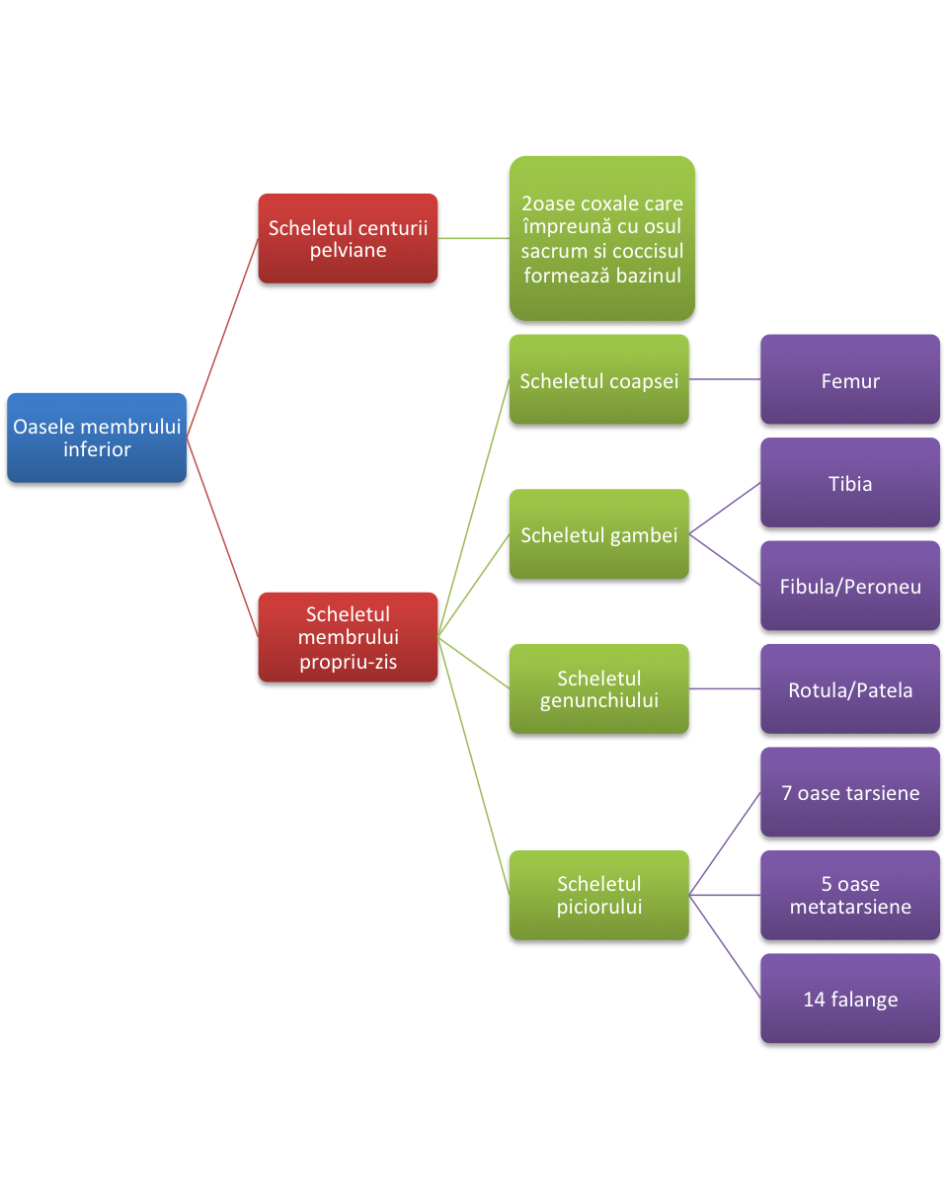 Oasele membrului
inferior
Scheletul centurii
pelviane
2oase coxale care
împreună cu osul
sacrum si coccisul
formează bazinul
Scheletul
membrului
propriu-zis
Scheletul coapsei
Femur
Scheletul gambei
Tibia
Fibula/Peroneu
Scheletul
genunchiului
Rotula/Patela
Scheletul
piciorului
7 oase tarsiene
5 oase
metatarsiene
14 falange